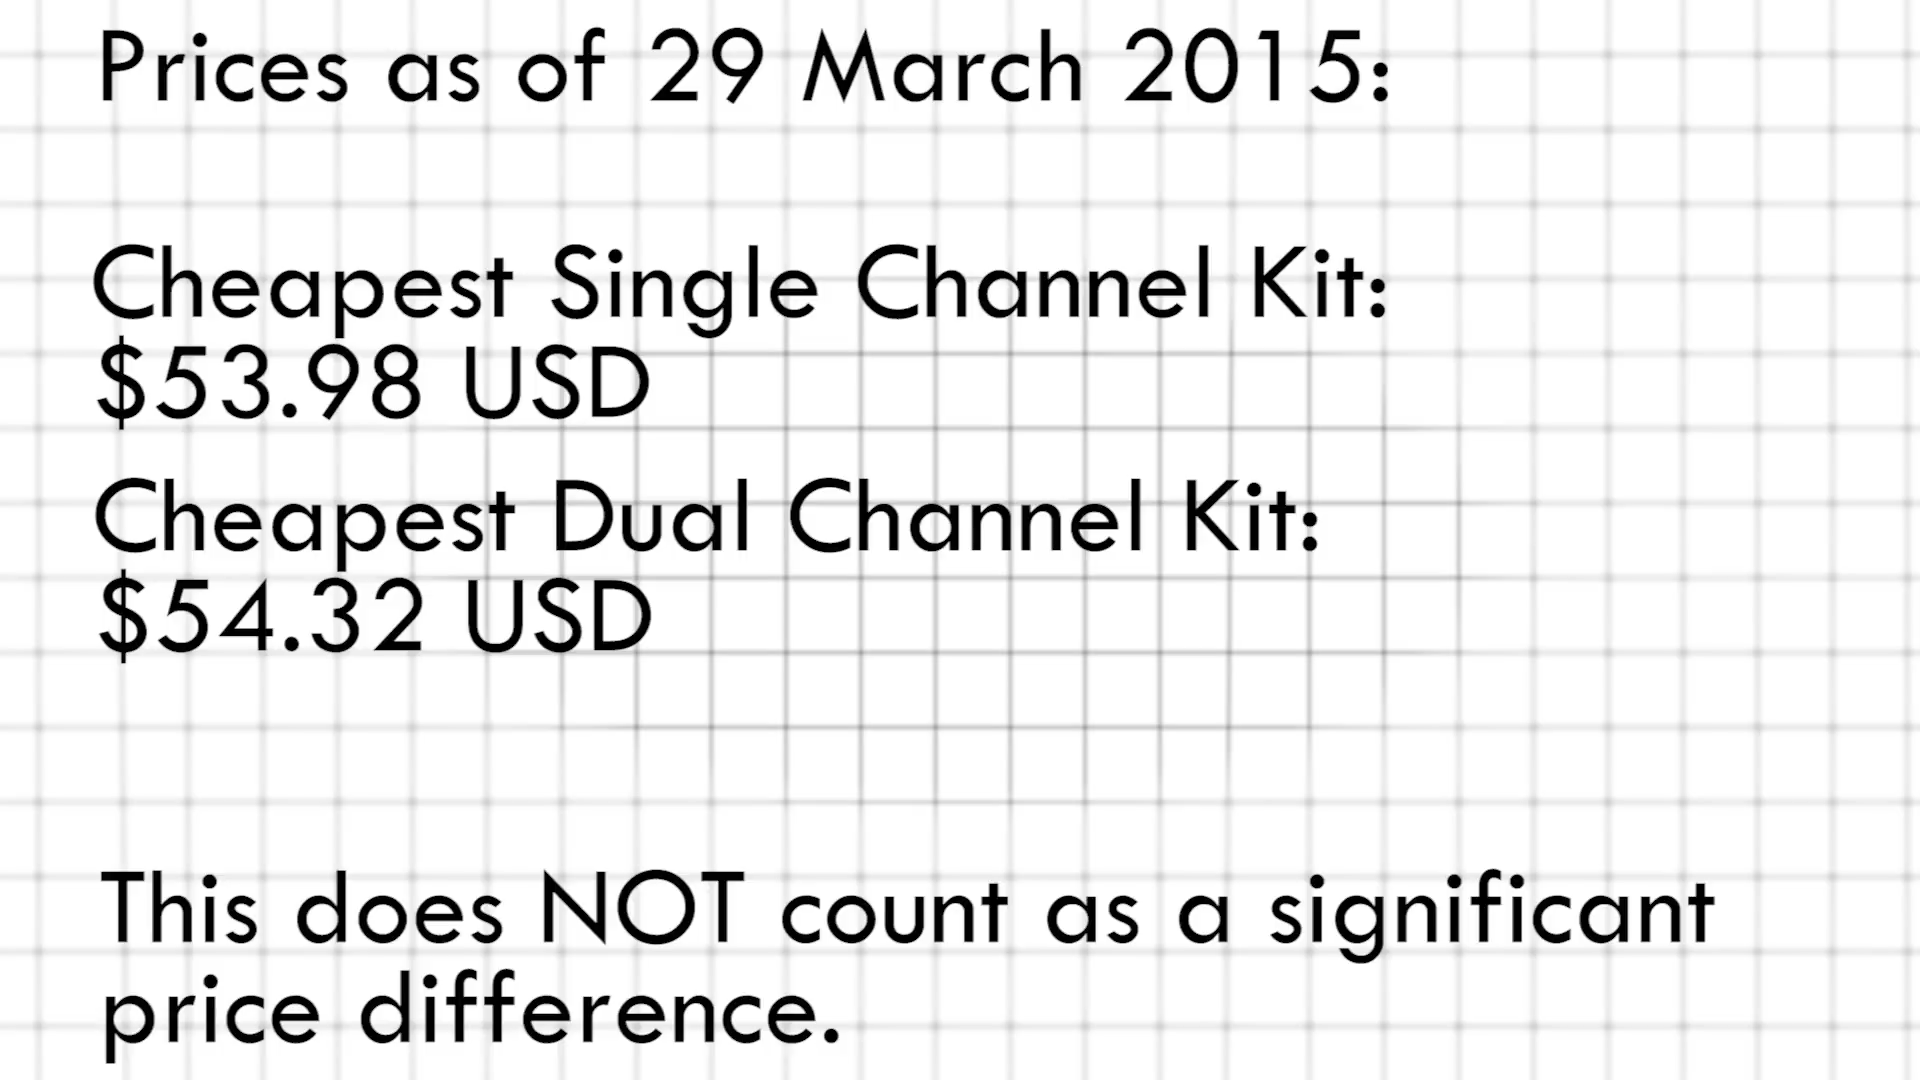 Prices as of 29 March 2015:
Cheapest Single Channel Kit:
$53.98 USD
Cheapest Dual Channel Kit:
$54.32 USD
This does NOT count as a significant
price difference.